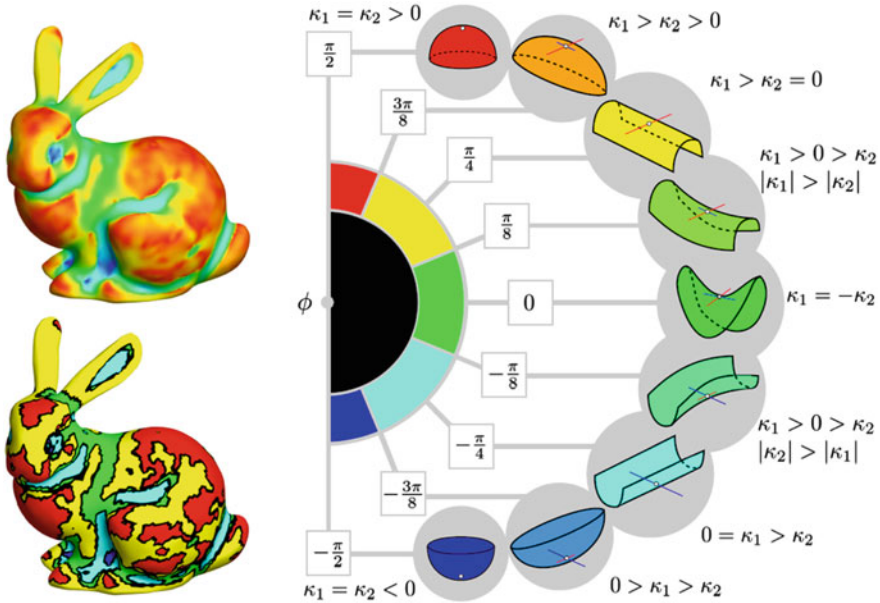 κ₁ = κ₂ > 0
κ₁ > κ₂ > 0
π/2
κ₁ > κ₂ = 0
3π/8
π/4
κ₁ > 0 > κ₂
|κ₁| > |κ₂|
π/8
ϕ
0
κ₁ = −κ₂
−π/8
κ₁ > 0 > κ₂
|κ₂| > |κ₁|
−π/4
−3π/8
0 = κ₁ > κ₂
−π/2
κ₁ = κ₂ < 0
0 > κ₁ > κ₂